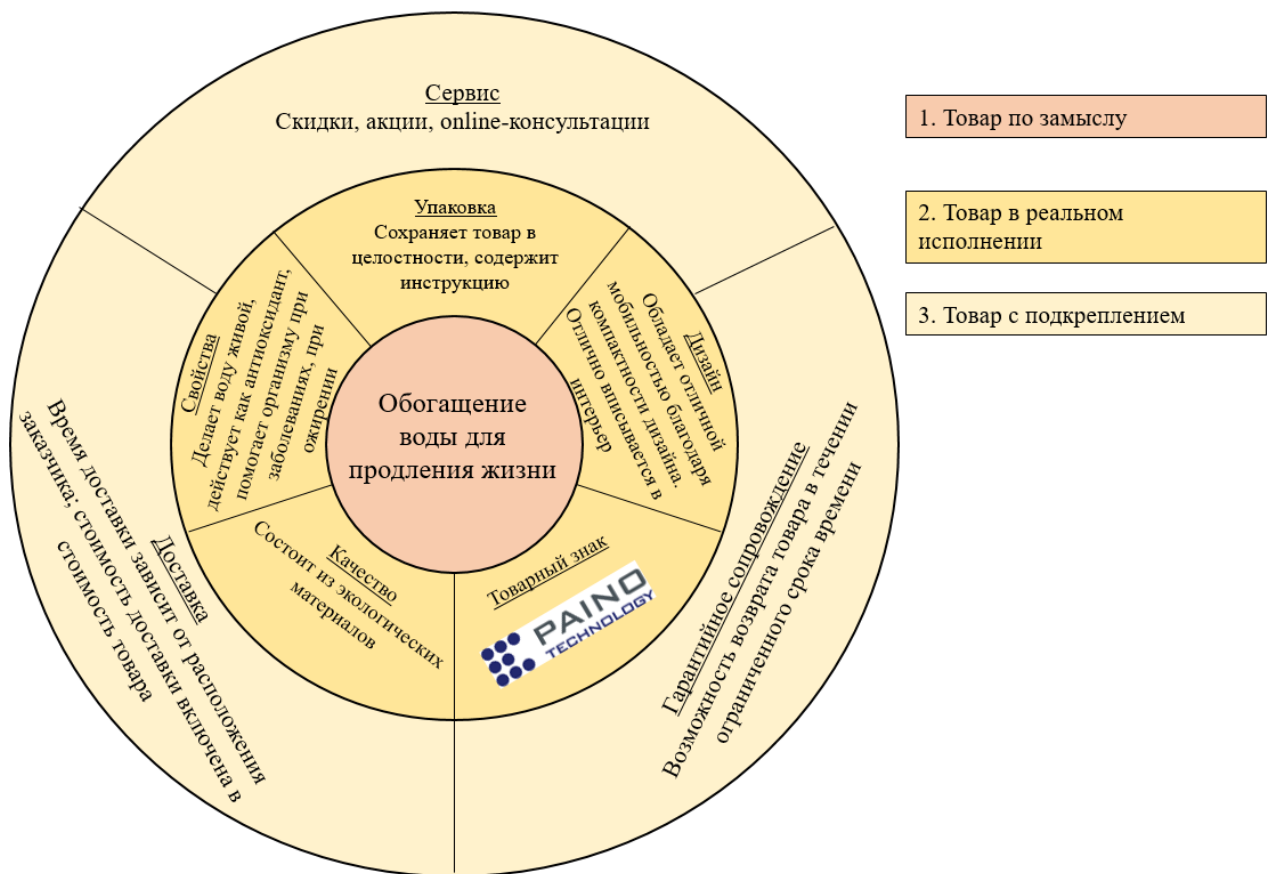 Сервис
Скидки, акции, online-консультации
Упаковка
Сохраняет товар в
целостности, содержит
инструкцию
Свойства
Делает воду живой,
действует как антиоксидант,
помогает организму при
заболеваниях, при
ожирении
Дизайн
Обладает отличной
мобильностью благодаря
компактности дизайна.
Отлично вписывается в
интерьер
Обогащение
воды для
продления жизни
Качество
Состоит из экологических
материалов
Товарный знак
PAINO
TECHNOLOGY
Доставка
Время доставки зависит от расположения
заказчика; стоимость доставки включена в
стоимость товара
Гарантийное сопровождение
Возможность возврата товара в течении
ограниченного срока времени
1. Товар по замыслу
2. Товар в реальном
исполнении
3. Товар с подкреплением